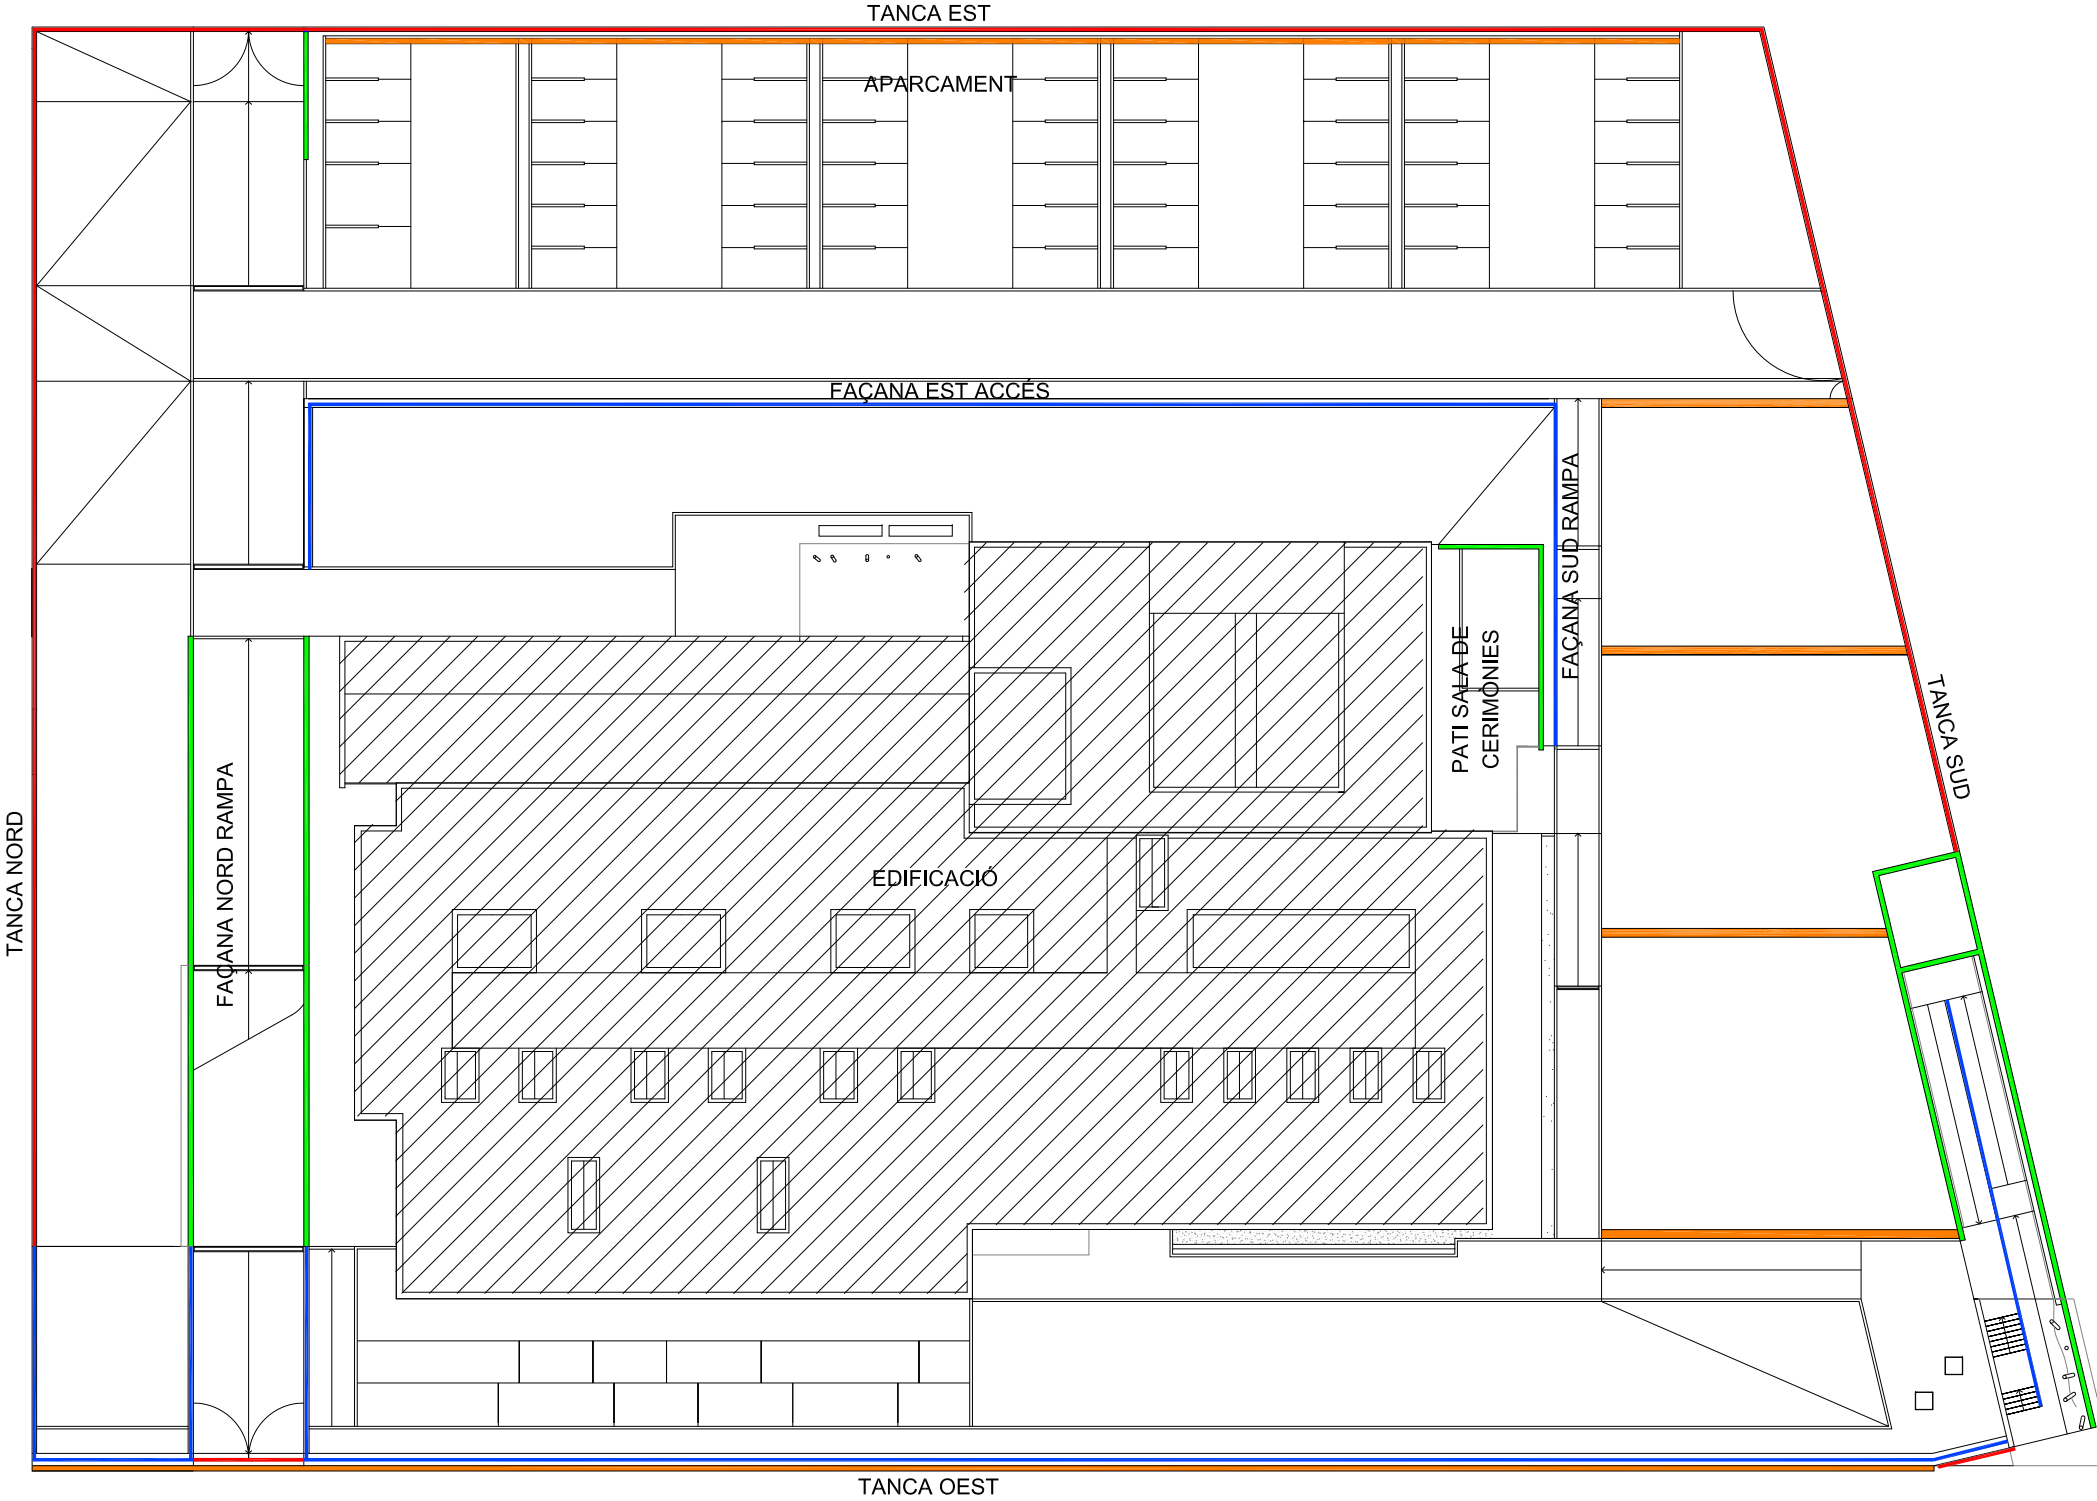 TANCA EST
APARCAMENT
FAÇANA EST ACCÉS
FAÇANA SUD RAMPA
PATI SALA DE
CERIMÒNIES
TANCA SUD
FAÇANA NORD RAMPA
TANCA NORD
EDIFICACIÓ
TANCA OEST